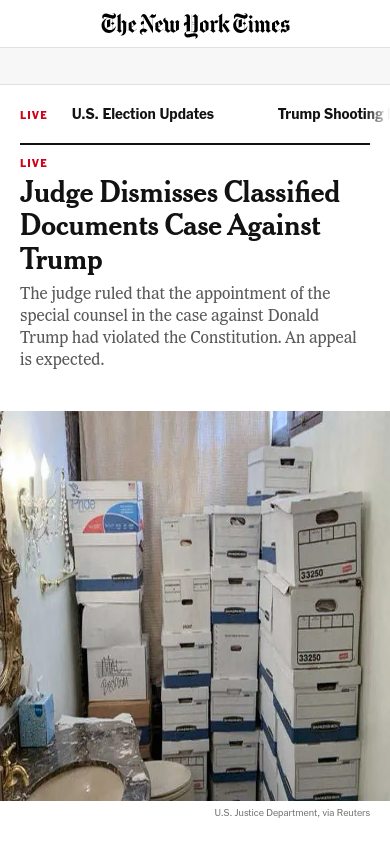 The New York Times
LIVE U.S. Election Updates Trump Shooting
LIVE
Judge Dismisses Classified
Documents Case Against
Trump
The judge ruled that the appointment of the
special counsel in the case against Donald
Trump had violated the Constitution. An appeal
is expected.
Pride
33250
33250
Bedroom
U.S. Justice Department, via Reuters